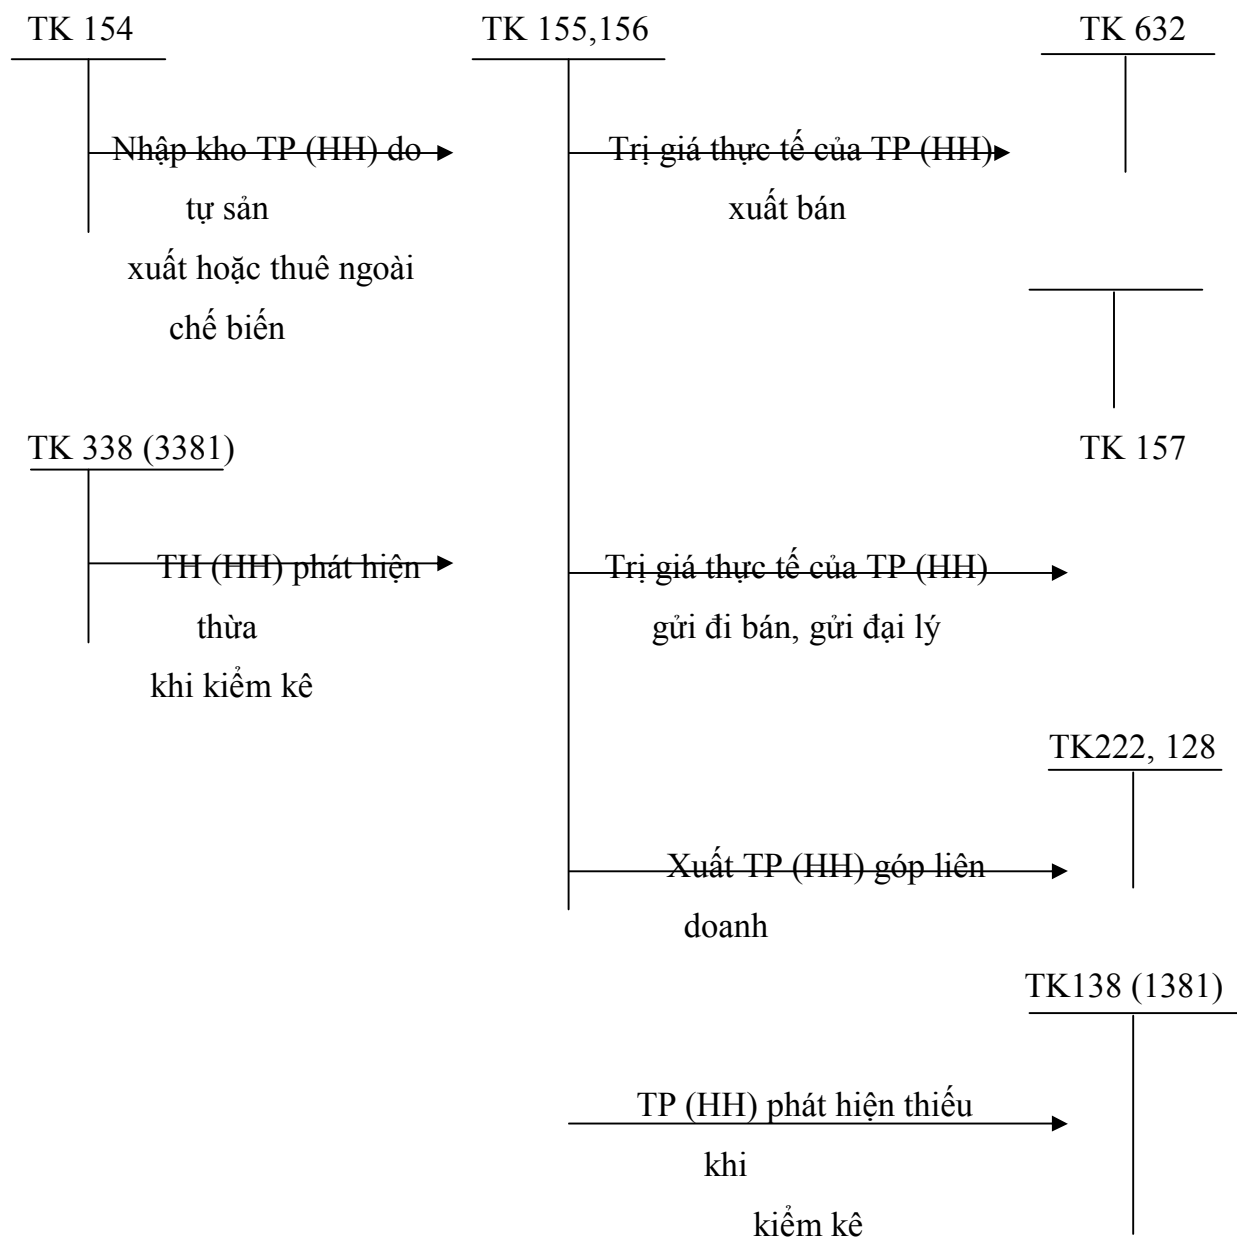 TK 154
TK 155,156
TK 632
Nhập kho TP (HH) do
tự sản
xuất hoặc thuê ngoài
chế biến
Trị giá thực tế của TP (HH)
xuất bán
TK 338 (3381)
TK 157
TH (HH) phát hiện
thừa
khi kiểm kê
Trị giá thực tế của TP (HH)
gửi đi bán, gửi đại lý
TK222, 128
Xuất TP (HH) góp liên
doanh
TK138 (1381)
TP (HH) phát hiện thiếu
khi
kiểm kê